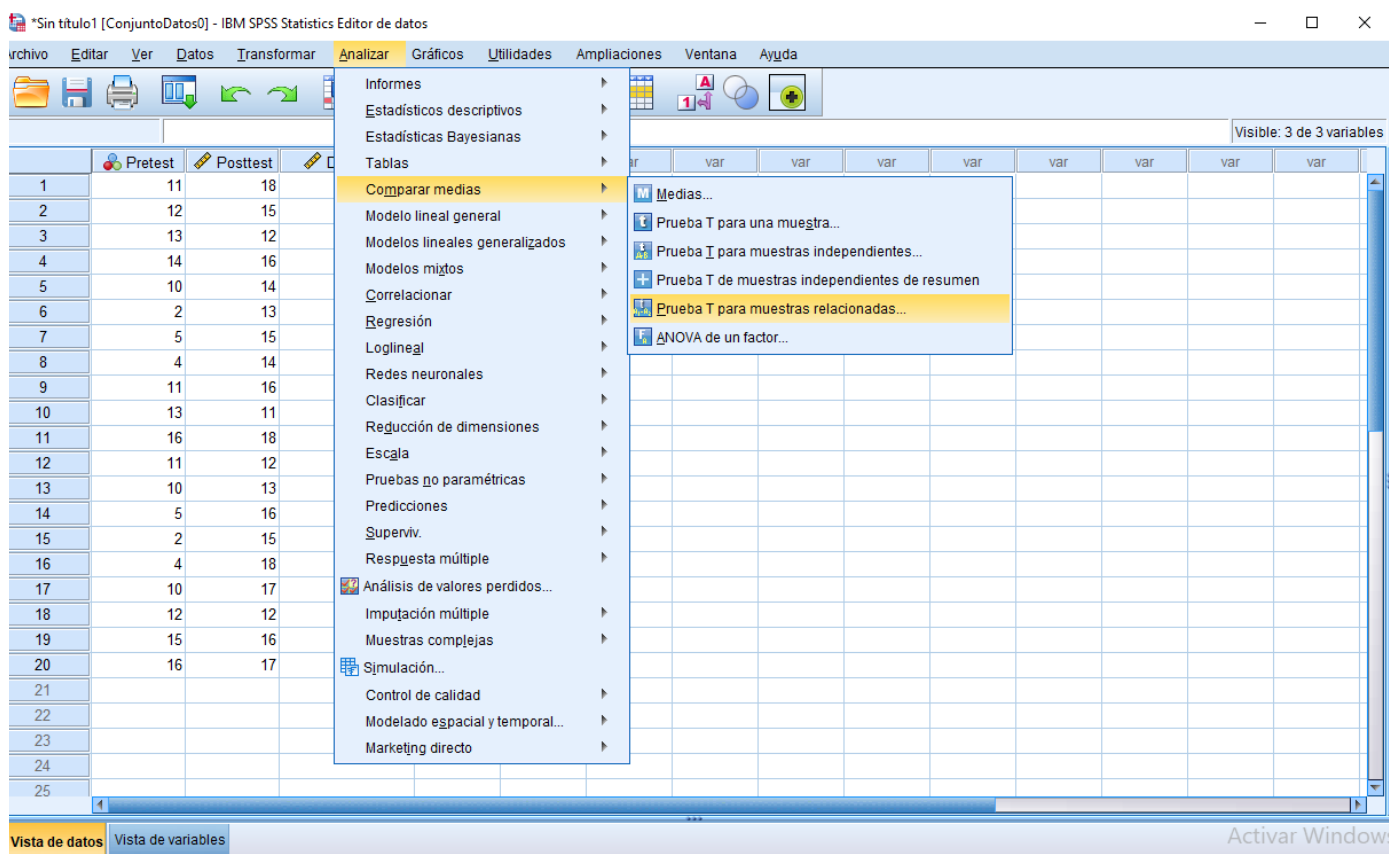 *Sin título1 [ConjuntoDatos0] - IBM SPSS Statistics Editor de datos
Archivo Editar Ver Datos Transformar Analizar Gráficos Utilidades Ampliaciones Ventana Ayuda
Visible: 3 de 3 variables
Pretest Posttest D var var var var var var var var var
1 11 18
2 12 15
3 13 12
4 14 16
5 10 14
6 2 13
7 5 15
8 4 14
9 11 16
10 13 11
11 16 18
12 11 12
13 10 13
14 5 16
15 2 15
16 4 18
17 10 17
18 12 12
19 15 16
20 16 17
21
22
23
24
25
Informes
Estadísticos descriptivos
Estadísticas Bayesianas
Tablas
Comparar medias
Modelo lineal general
Modelos lineales generalizados
Modelos mixtos
Correlacionar
Regresión
Loglineal
Redes neuronales
Clasificar
Reducción de dimensiones
Escala
Pruebas no paramétricas
Predicciones
Superviv.
Respuesta múltiple
Análisis de valores perdidos...
Imputación múltiple
Muestras complejas
Simulación...
Control de calidad
Modelado espacial y temporal...
Marketing directo
Medias...
Prueba T para una muestra...
Prueba T para muestras independientes...
Prueba T de muestras independientes de resumen
Prueba T para muestras relacionadas...
ANOVA de un factor...
Vista de datos Vista de variables
Activar Windows